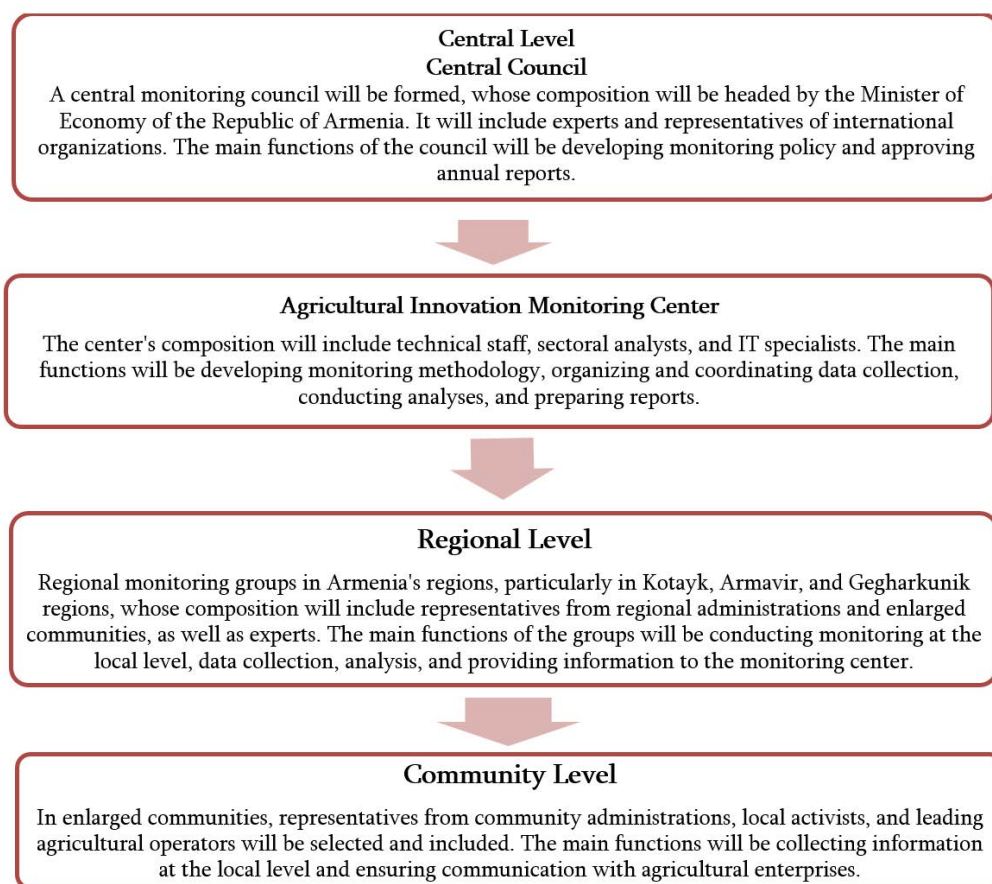 Central Level
Central Council
A central monitoring council will be formed, whose composition will be headed by the Minister of
Economy of the Republic of Armenia. It will include experts and representatives of international
organizations. The main functions of the council will be developing monitoring policy and approving
annual reports.
Agricultural Innovation Monitoring Center
The center's composition will include technical staff, sectoral analysts, and IT specialists. The main
functions will be developing monitoring methodology, organizing and coordinating data collection,
conducting analyses, and preparing reports.
Regional Level
Regional monitoring groups in Armenia's regions, particularly in Kotayk, Armavir, and Gegharkunik
regions, whose composition will include representatives from regional administrations and enlarged
communities, as well as experts. The main functions of the groups will be conducting monitoring at the
local level, data collection, analysis, and providing information to the monitoring center.
Community Level
In enlarged communities, representatives from community administrations, local activists, and leading
agricultural operators will be selected and included. The main functions will be collecting information
at the local level and ensuring communication with agricultural enterprises.